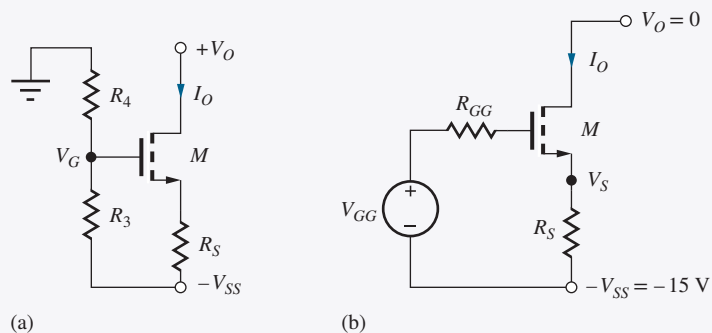 +V_O
I_O
R_4
V_G
M
R_3
R_S
−V_SS
(a)
V_O = 0
I_O
R_GG
M
V_S
V_GG
+
−
R_S
−V_SS = −15 V
(b)